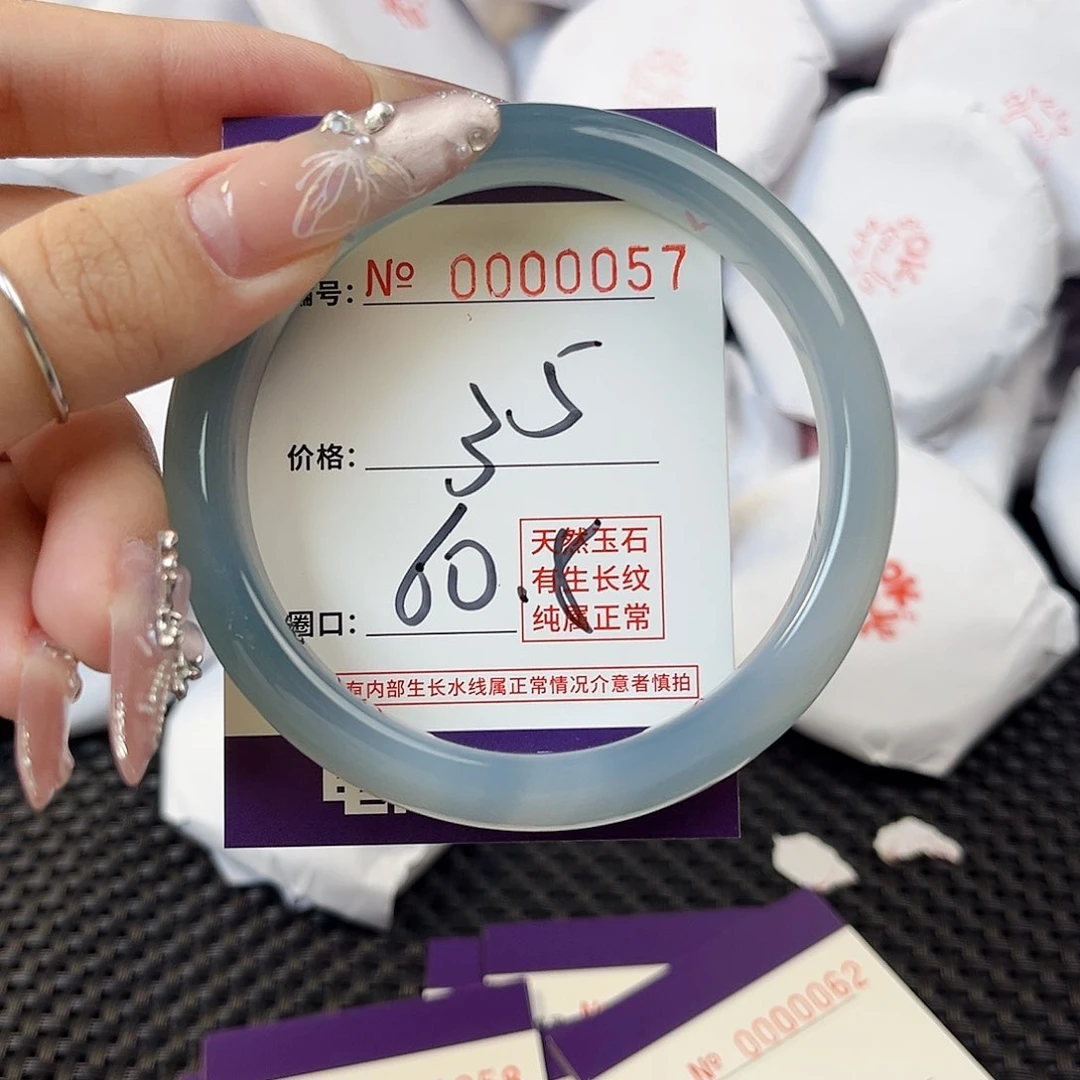 编号: № 0000057
价格: 35
圈口: 60.
天然玉石
有生长纹
纯属正常
有内部生长水线属正常情况介意者慎拍
№ 0000062